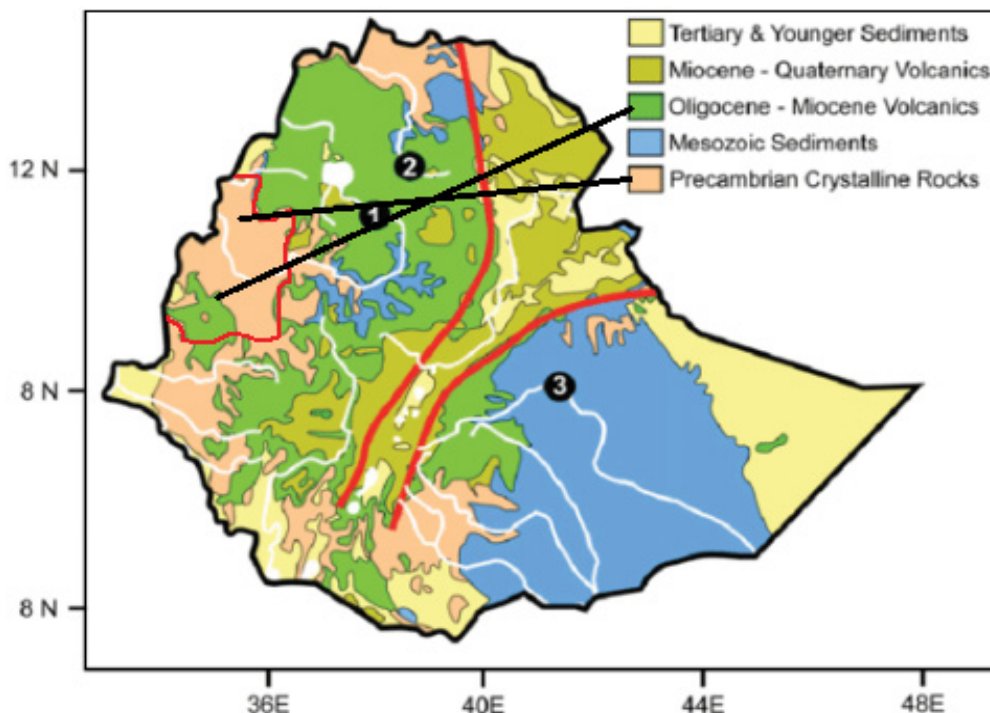 Tertiary & Younger Sediments
Miocene - Quaternary Volcanics
Oligocene - Miocene Volcanics
Mesozoic Sediments
Precambrian Crystalline Rocks
12 N
8 N
8 N
2
1
3
36E
40E
44E
48E